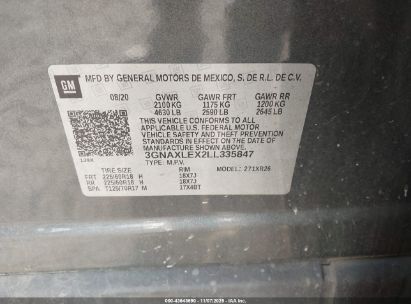 GM
MFD BY GENERAL MOTORS DE MEXICO, S. DE R.L. DE C.V.
08/20 GVWR GAWR FRT GAWR RR
2100 KG 1175 KG 1200 KG
4630 LB 2590 LB 2645 LB
THIS VEHICLE CONFORMS TO ALL APPLICABLE
U.S. FEDERAL MOTOR
VEHICLE SAFETY AND THEFT
PREVENTION STANDARDS
IN EFFECT ON THE DATE OF
MANUFACTURE SHOWN ABOVE.
3GNAXLEX2LL335847
TYPE: M.P.V. MODEL: 271XR26
TIRE SIZE RIM
FRT 225/60R18 H 18X7J
RR 225/60R18 H 18X7J
SPA T125/70R17 M 17X4BT